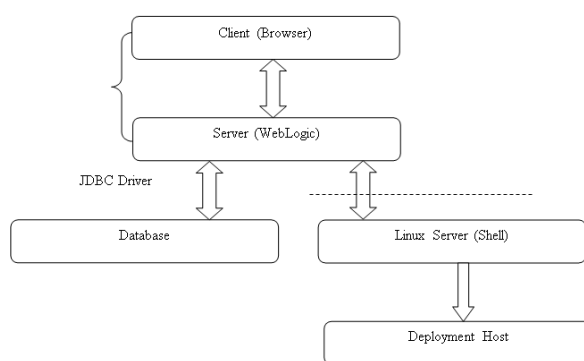 Client (Browser)
Server (WebLogic)
JDBC Driver
Database
Linux Server (Shell)
Deployment Host